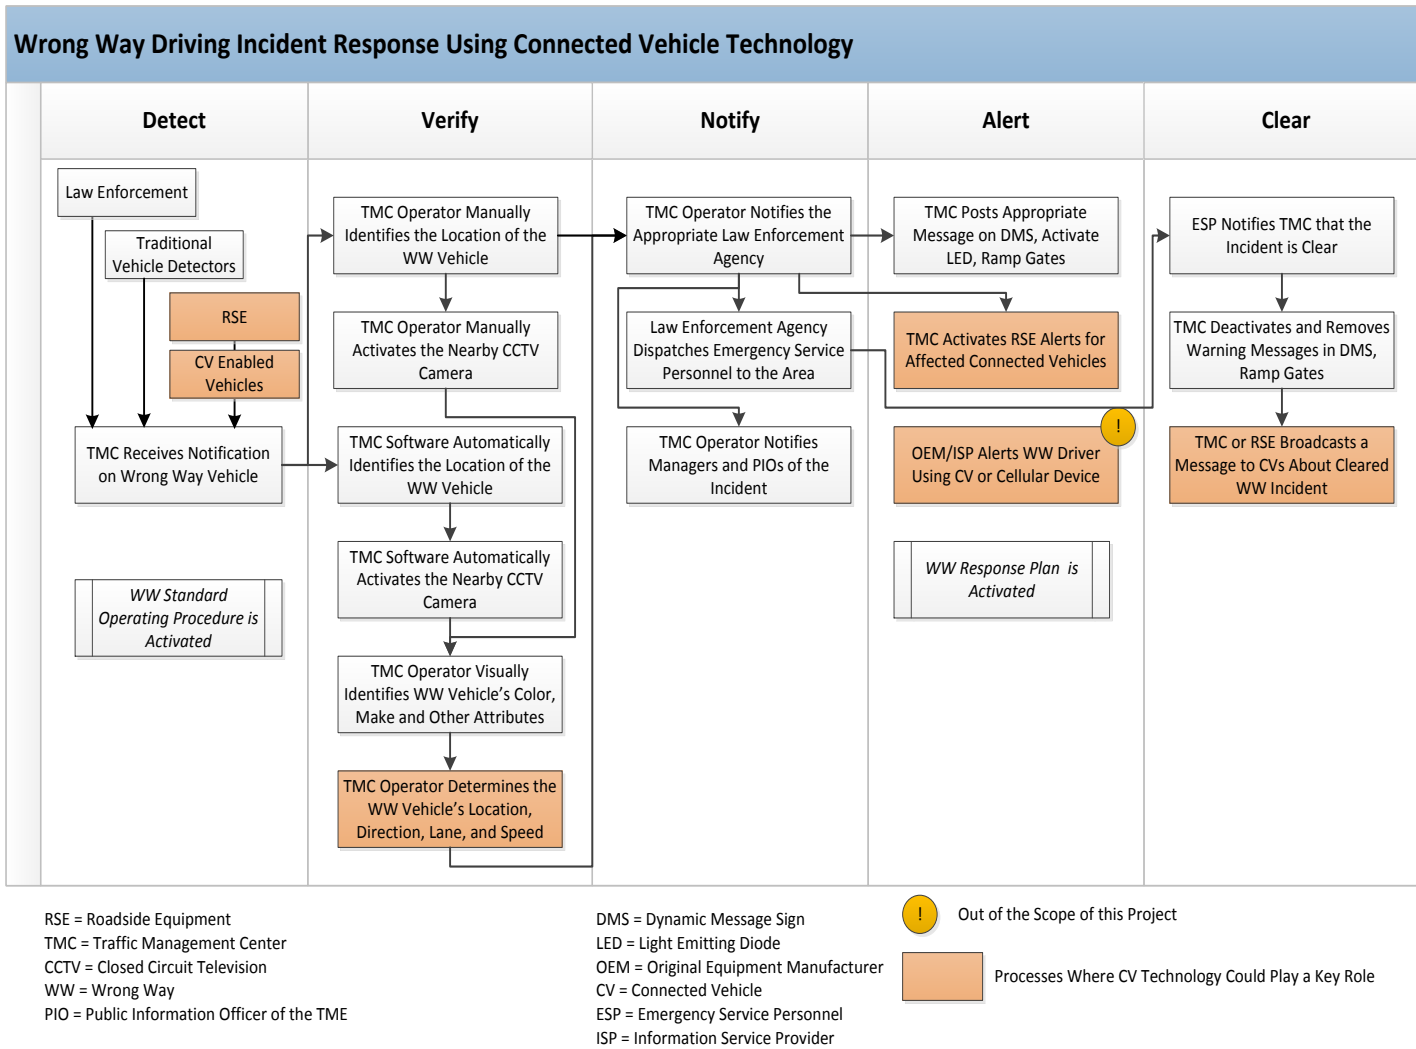 Wrong Way Driving Incident Response Using Connected Vehicle Technology
Detect
Verify
Notify
Alert
Clear
Law Enforcement
Traditional
Vehicle Detectors
RSE
CV Enabled
Vehicles
TMC Receives Notification
on Wrong Way Vehicle
WW Standard
Operating Procedure is
Activated
TMC Operator Manually
Identifies the Location of the
WW Vehicle
TMC Operator Manually
Activates the Nearby CCTV
Camera
TMC Software Automatically
Identifies the Location of the
WW Vehicle
TMC Software Automatically
Activates the Nearby CCTV
Camera
TMC Operator Visually
Identifies WW Vehicle’s Color,
Make and Other Attributes
TMC Operator Determines the
WW Vehicle’s Location,
Direction, Lane, and Speed
TMC Operator Notifies the
Appropriate Law Enforcement
Agency
Law Enforcement Agency
Dispatches Emergency Service
Personnel to the Area
TMC Operator Notifies
Managers and PIOs of the
Incident
TMC Posts Appropriate
Message on DMS, Activate
LED, Ramp Gates
TMC Activates RSE Alerts for
Affected Connected Vehicles
!
OEM/ISP Alerts WW Driver
Using CV or Cellular Device
WW Response Plan is
Activated
ESP Notifies TMC that the
Incident is Clear
TMC Deactivates and Removes
Warning Messages in DMS,
Ramp Gates
TMC or RSE Broadcasts a
Message to CVs About Cleared
WW Incident
RSE = Roadside Equipment
TMC = Traffic Management Center
CCTV = Closed Circuit Television
WW = Wrong Way
PIO = Public Information Officer of the TME
DMS = Dynamic Message Sign
LED = Light Emitting Diode
OEM = Original Equipment Manufacturer
CV = Connected Vehicle
ESP = Emergency Service Personnel
ISP = Information Service Provider
! Out of the Scope of this Project
Processes Where CV Technology Could Play a Key Role